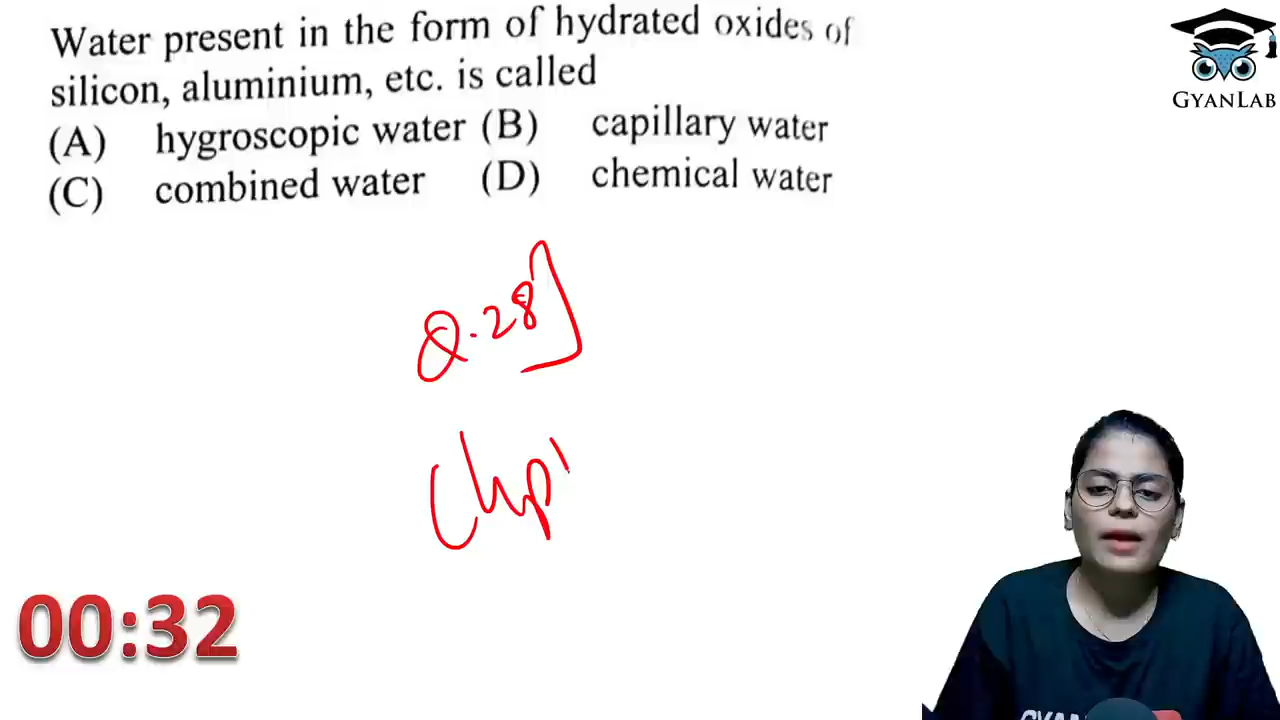 Water present in the form of hydrated oxides of
silicon, aluminium, etc. is called
(A) hygroscopic water (B) capillary water
(C) combined water (D) chemical water
GYANLAB
Q.28]
00:32